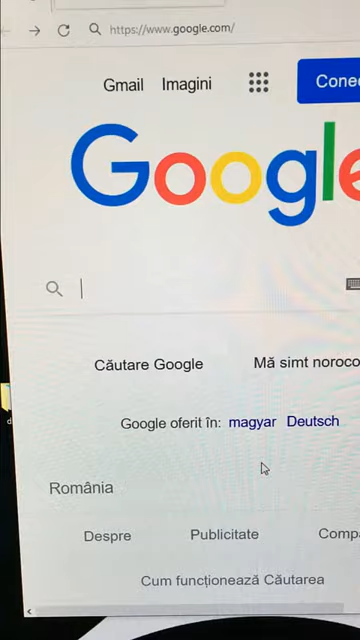 https://www.google.com/
Gmail Imagini
Google
Căutare Google Mă simt noroco
Google oferit în: magyar Deutsch
România
Despre Publicitate Comp
Cum funcționează Căutarea